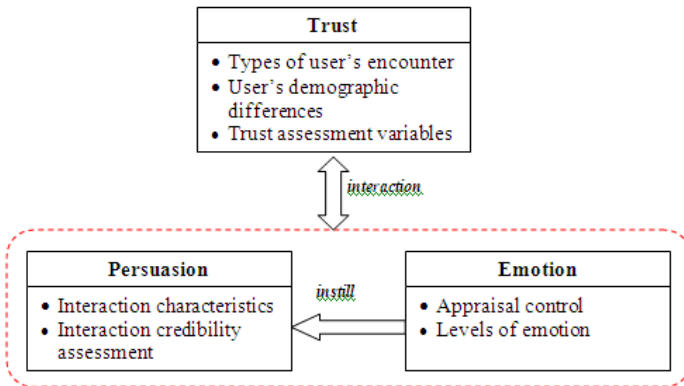 Trust
• Types of user's encounter
• User's demographic
differences
• Trust assessment variables
interaction
Persuasion
• Interaction characteristics
• Interaction credibility
assessment
instill
Emotion
• Appraisal control
• Levels of emotion